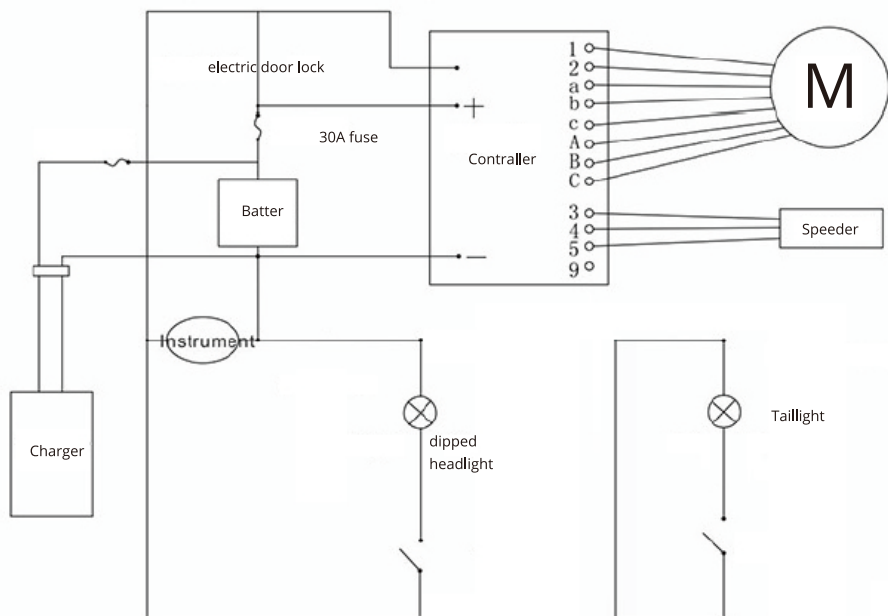 electric door lock
30A fuse
+
Contraller
1
2
a
b
c
A
B
C
3
4
5
9
M
Batter
Speeder
—
Instrument
Charger
dipped
headlight
Taillight